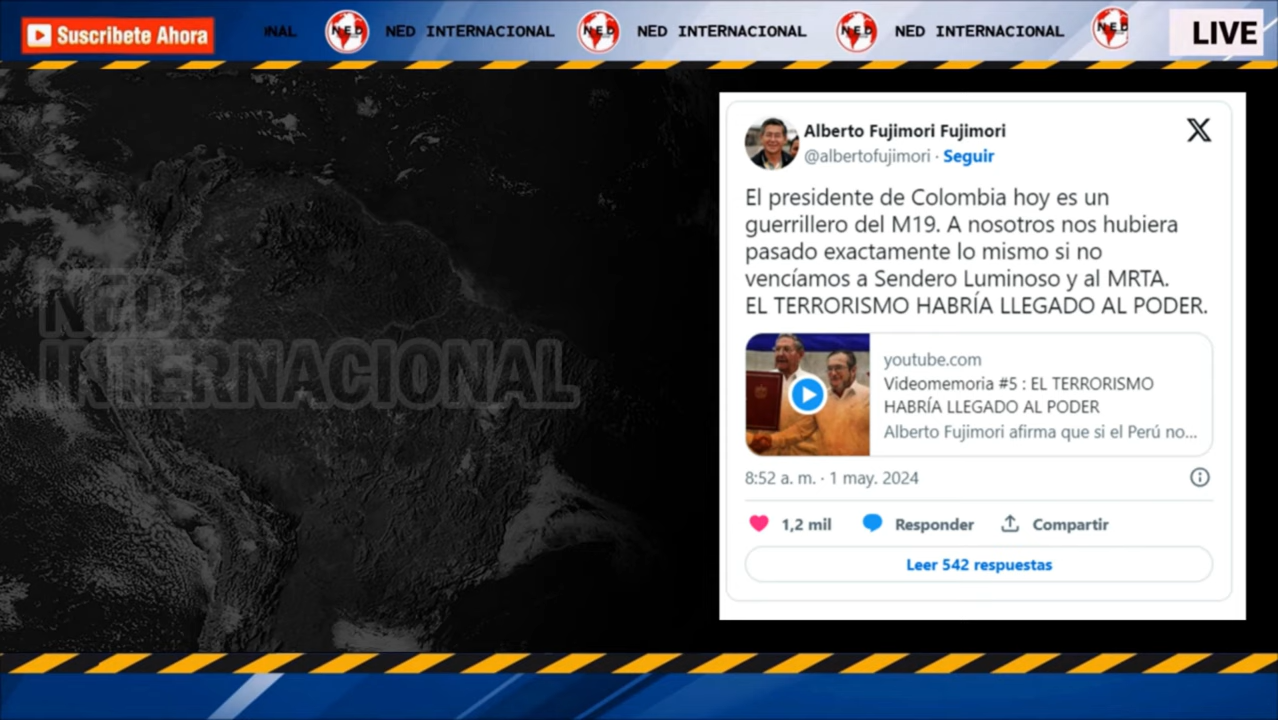 Suscribete Ahora
NAL
NED
NED INTERNACIONAL
NED
NED INTERNACIONAL
NED
NED INTERNACIONAL
NED
LIVE
NED
INTERNACIONAL
Alberto Fujimori Fujimori
@albertofujimori · Seguir
El presidente de Colombia hoy es un
guerrillero del M19. A nosotros nos hubiera
pasado exactamente lo mismo si no
vencíamos a Sendero Luminoso y al MRTA.
EL TERRORISMO HABRÍA LLEGADO AL PODER.
youtube.com
Videomemoria #5 : EL TERRORISMO
HABRÍA LLEGADO AL PODER
Alberto Fujimori afirma que si el Perú no...
8:52 a. m. · 1 may. 2024
1,2 mil Responder Compartir
Leer 542 respuestas